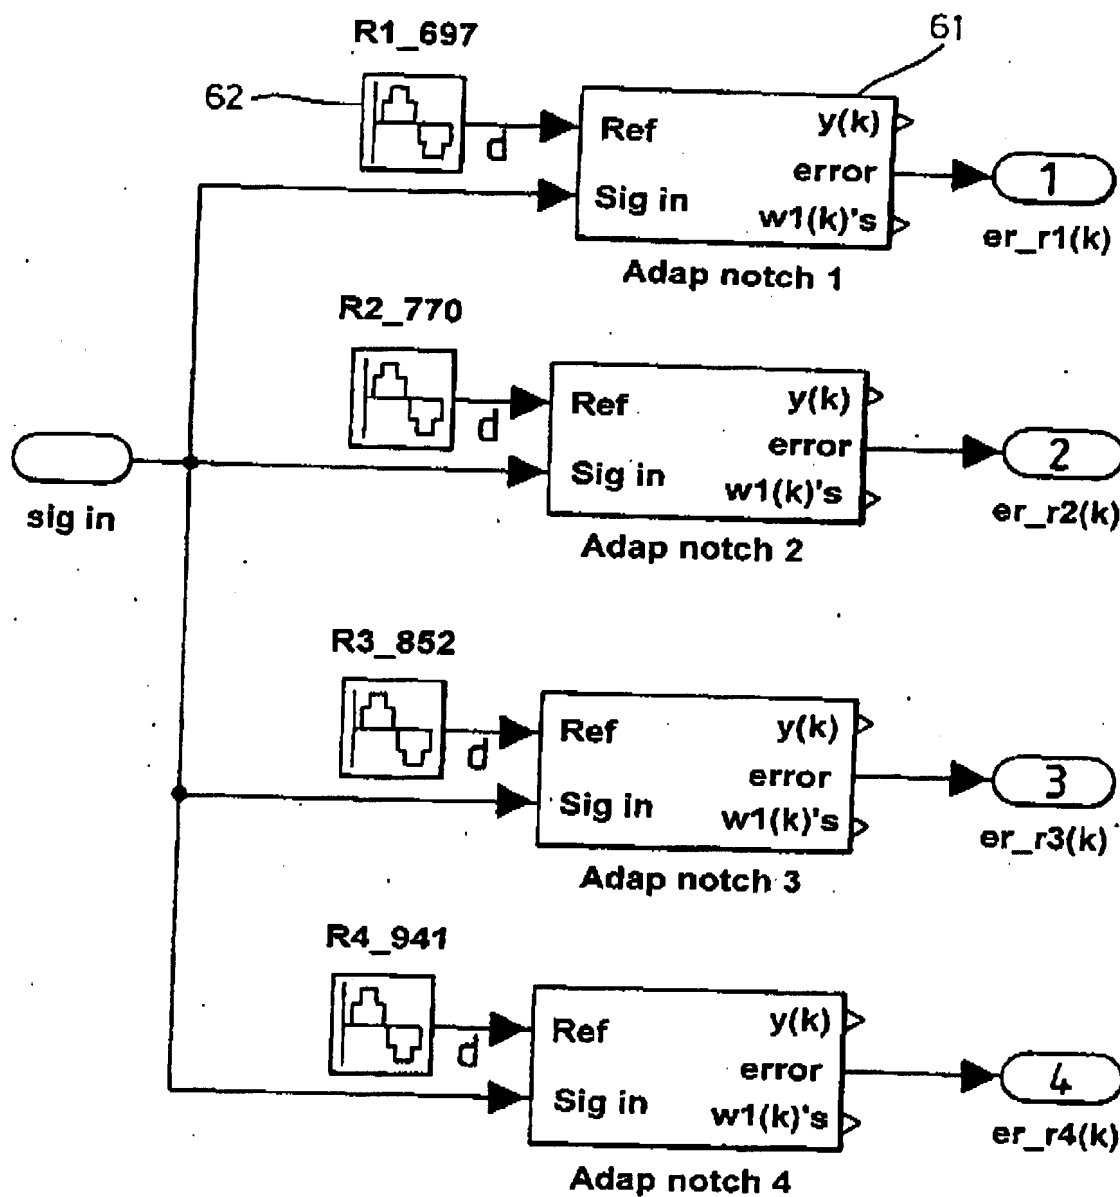 R1_697
61
62
d
Ref
Sig in
y(k)
error
w1(k)'s
Adap notch 1
1
er_r1(k)
R2_770
d
Ref
Sig in
y(k)
error
w1(k)'s
Adap notch 2
2
er_r2(k)
sig in
R3_852
d
Ref
Sig in
y(k)
error
w1(k)'s
Adap notch 3
3
er_r3(k)
R4_941
d
Ref
Sig in
y(k)
error
w1(k)'s
Adap notch 4
4
er_r4(k)